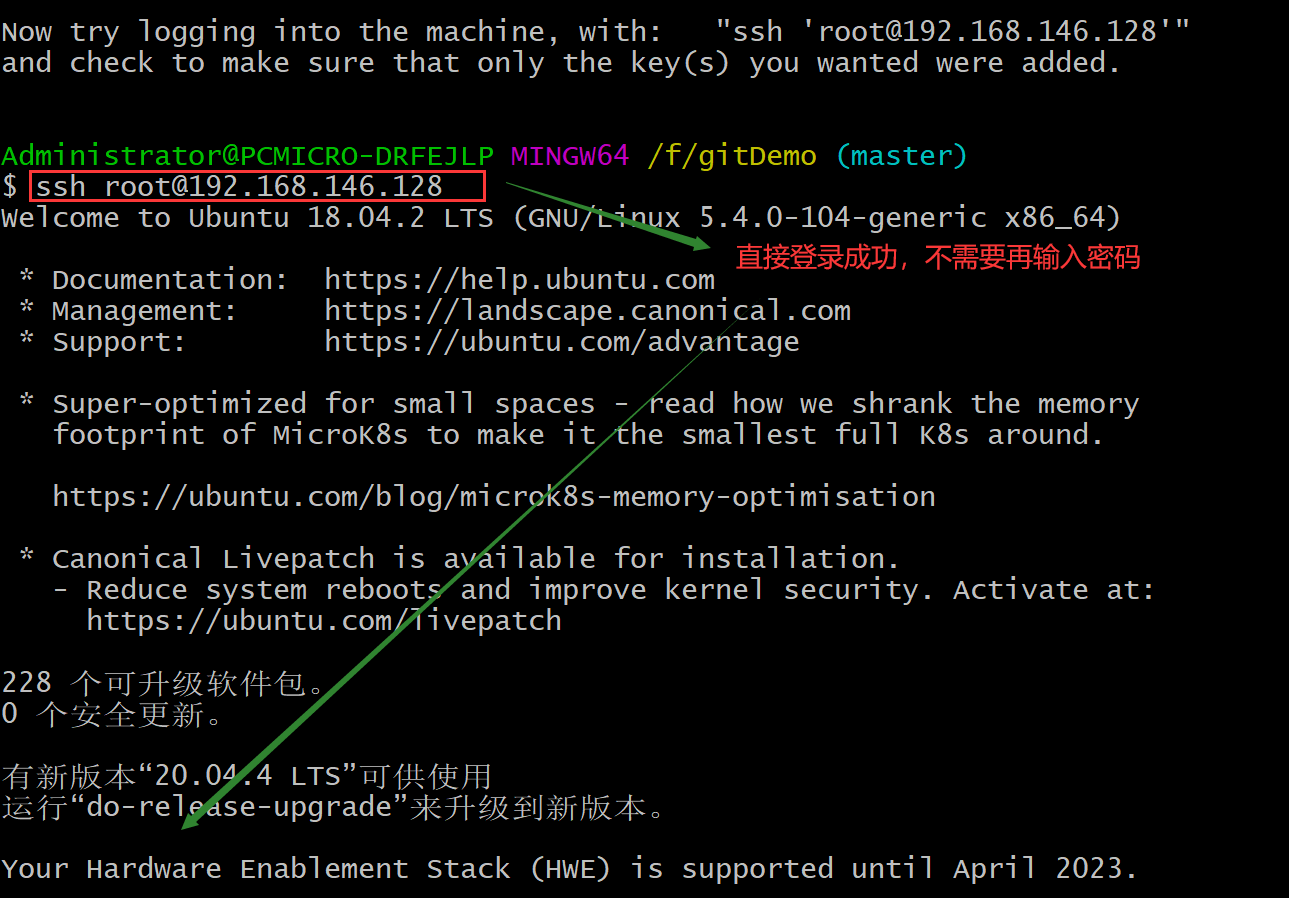 Now try logging into the machine, with:   "ssh 'root@192.168.146.128'"
and check to make sure that only the key(s) you wanted were added.
Administrator@PCMICRO-DRFEJLP MINGW64 /f/gitDemo (master)
$ ssh root@192.168.146.128
Welcome to Ubuntu 18.04.2 LTS (GNU/Linux 5.4.0-104-generic x86_64)
直接登录成功，不需要再输入密码
* Documentation:  https://help.ubuntu.com
* Management:     https://landscape.canonical.com
* Support:        https://ubuntu.com/advantage
* Super-optimized for small spaces - read how we shrank the memory
footprint of MicroK8s to make it the smallest full K8s around.
https://ubuntu.com/blog/microk8s-memory-optimisation
* Canonical Livepatch is available for installation.
- Reduce system reboots and improve kernel security. Activate at:
https://ubuntu.com/livepatch
228 个可升级软件包。
0 个安全更新。
有新版本“20.04.4 LTS”可供使用
运行“do-release-upgrade”来升级到新版本。
Your Hardware Enablement Stack (HWE) is supported until April 2023.